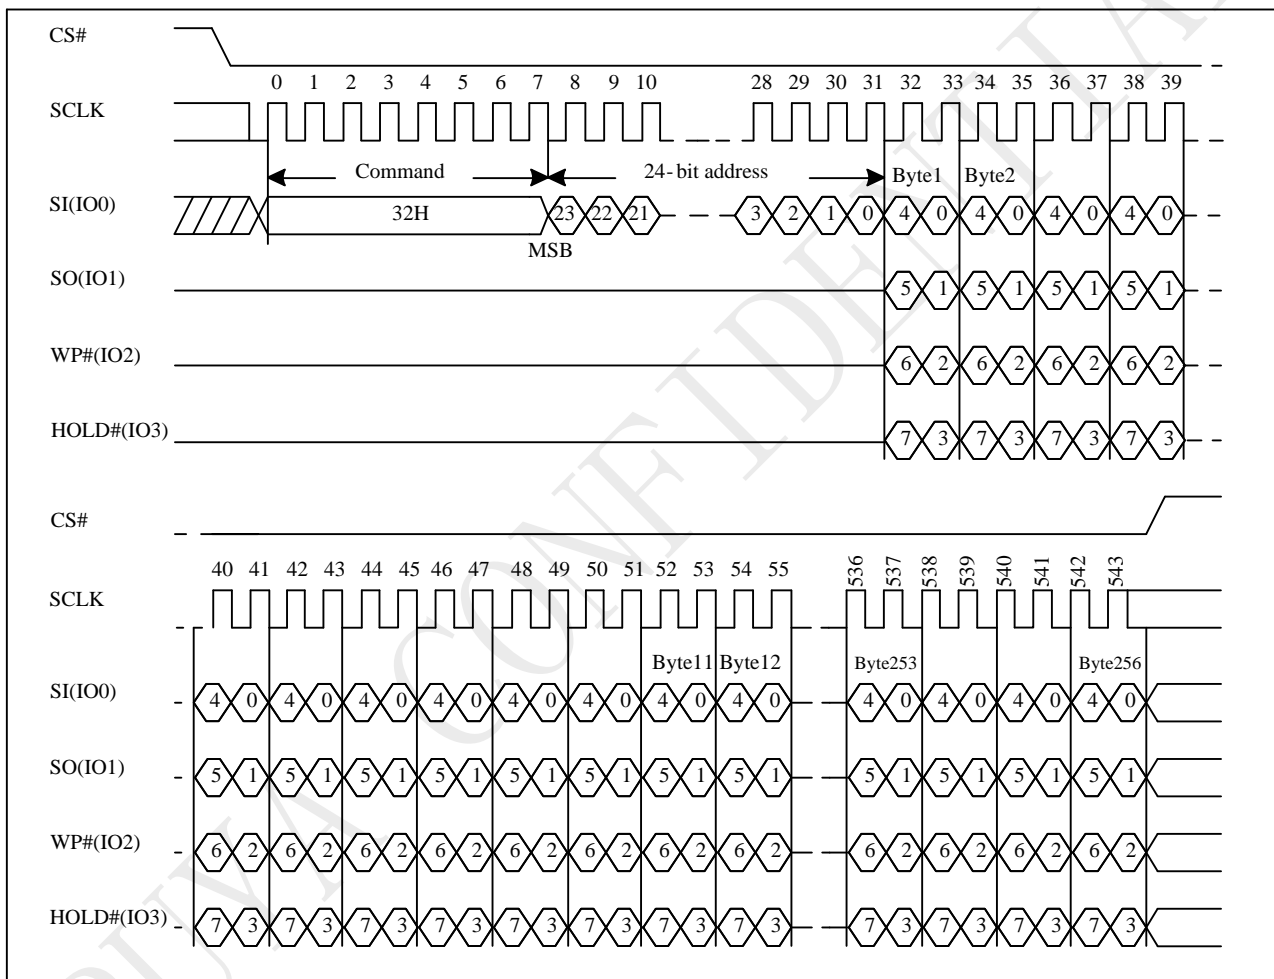 CS#
0 1 2 3 4 5 6 7 8 9 10 28 29 30 31 32 33 34 35 36 37 38 39
SCLK
Command 24-bit address Byte1 Byte2
SI(IO0) 32H 23 22 21 3 2 1 0 4 0 4 0 4 0 4 0
MSB
SO(IO1) 5 1 5 1 5 1 5 1
WP#(IO2) 6 2 6 2 6 2 6 2
HOLD#(IO3) 7 3 7 3 7 3 7 3
CS#
40 41 42 43 44 45 46 47 48 49 50 51 52 53 54 55 536 537 538 539 540 541 542 543
SCLK
Byte11 Byte12 Byte253 Byte256
SI(IO0) 4 0 4 0 4 0 4 0 4 0 4 0 4 0 4 0 4 0 4 0 4 0 4 0
SO(IO1) 5 1 5 1 5 1 5 1 5 1 5 1 5 1 5 1 5 1 5 1 5 1 5 1
WP#(IO2) 6 2 6 2 6 2 6 2 6 2 6 2 6 2 6 2 6 2 6 2 6 2 6 2
HOLD#(IO3) 7 3 7 3 7 3 7 3 7 3 7 3 7 3 7 3 7 3 7 3 7 3 7 3